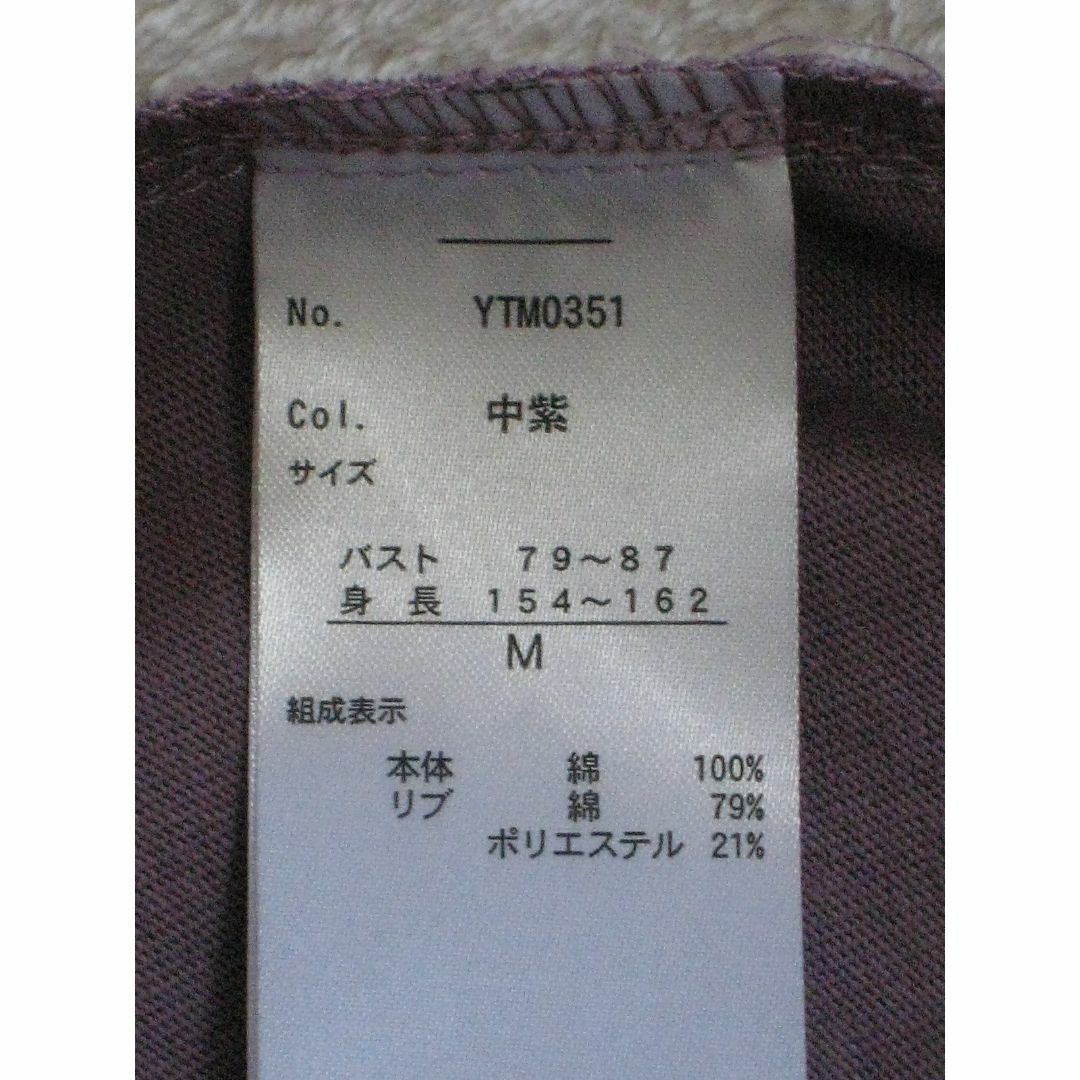 No. YTM0351
Col. 中紫
サイズ
バスト 79～87
身 長 154～162
M
組成表示
本体 綿 100%
リブ 綿 79%
ポリエステル 21%